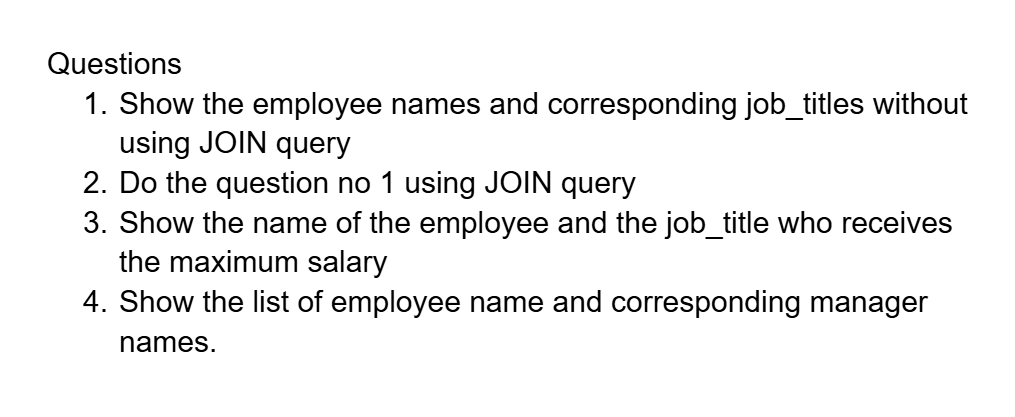 Questions
1. Show the employee names and corresponding job_titles without
using JOIN query
2. Do the question no 1 using JOIN query
3. Show the name of the employee and the job_title who receives
the maximum salary
4. Show the list of employee name and corresponding manager
names.